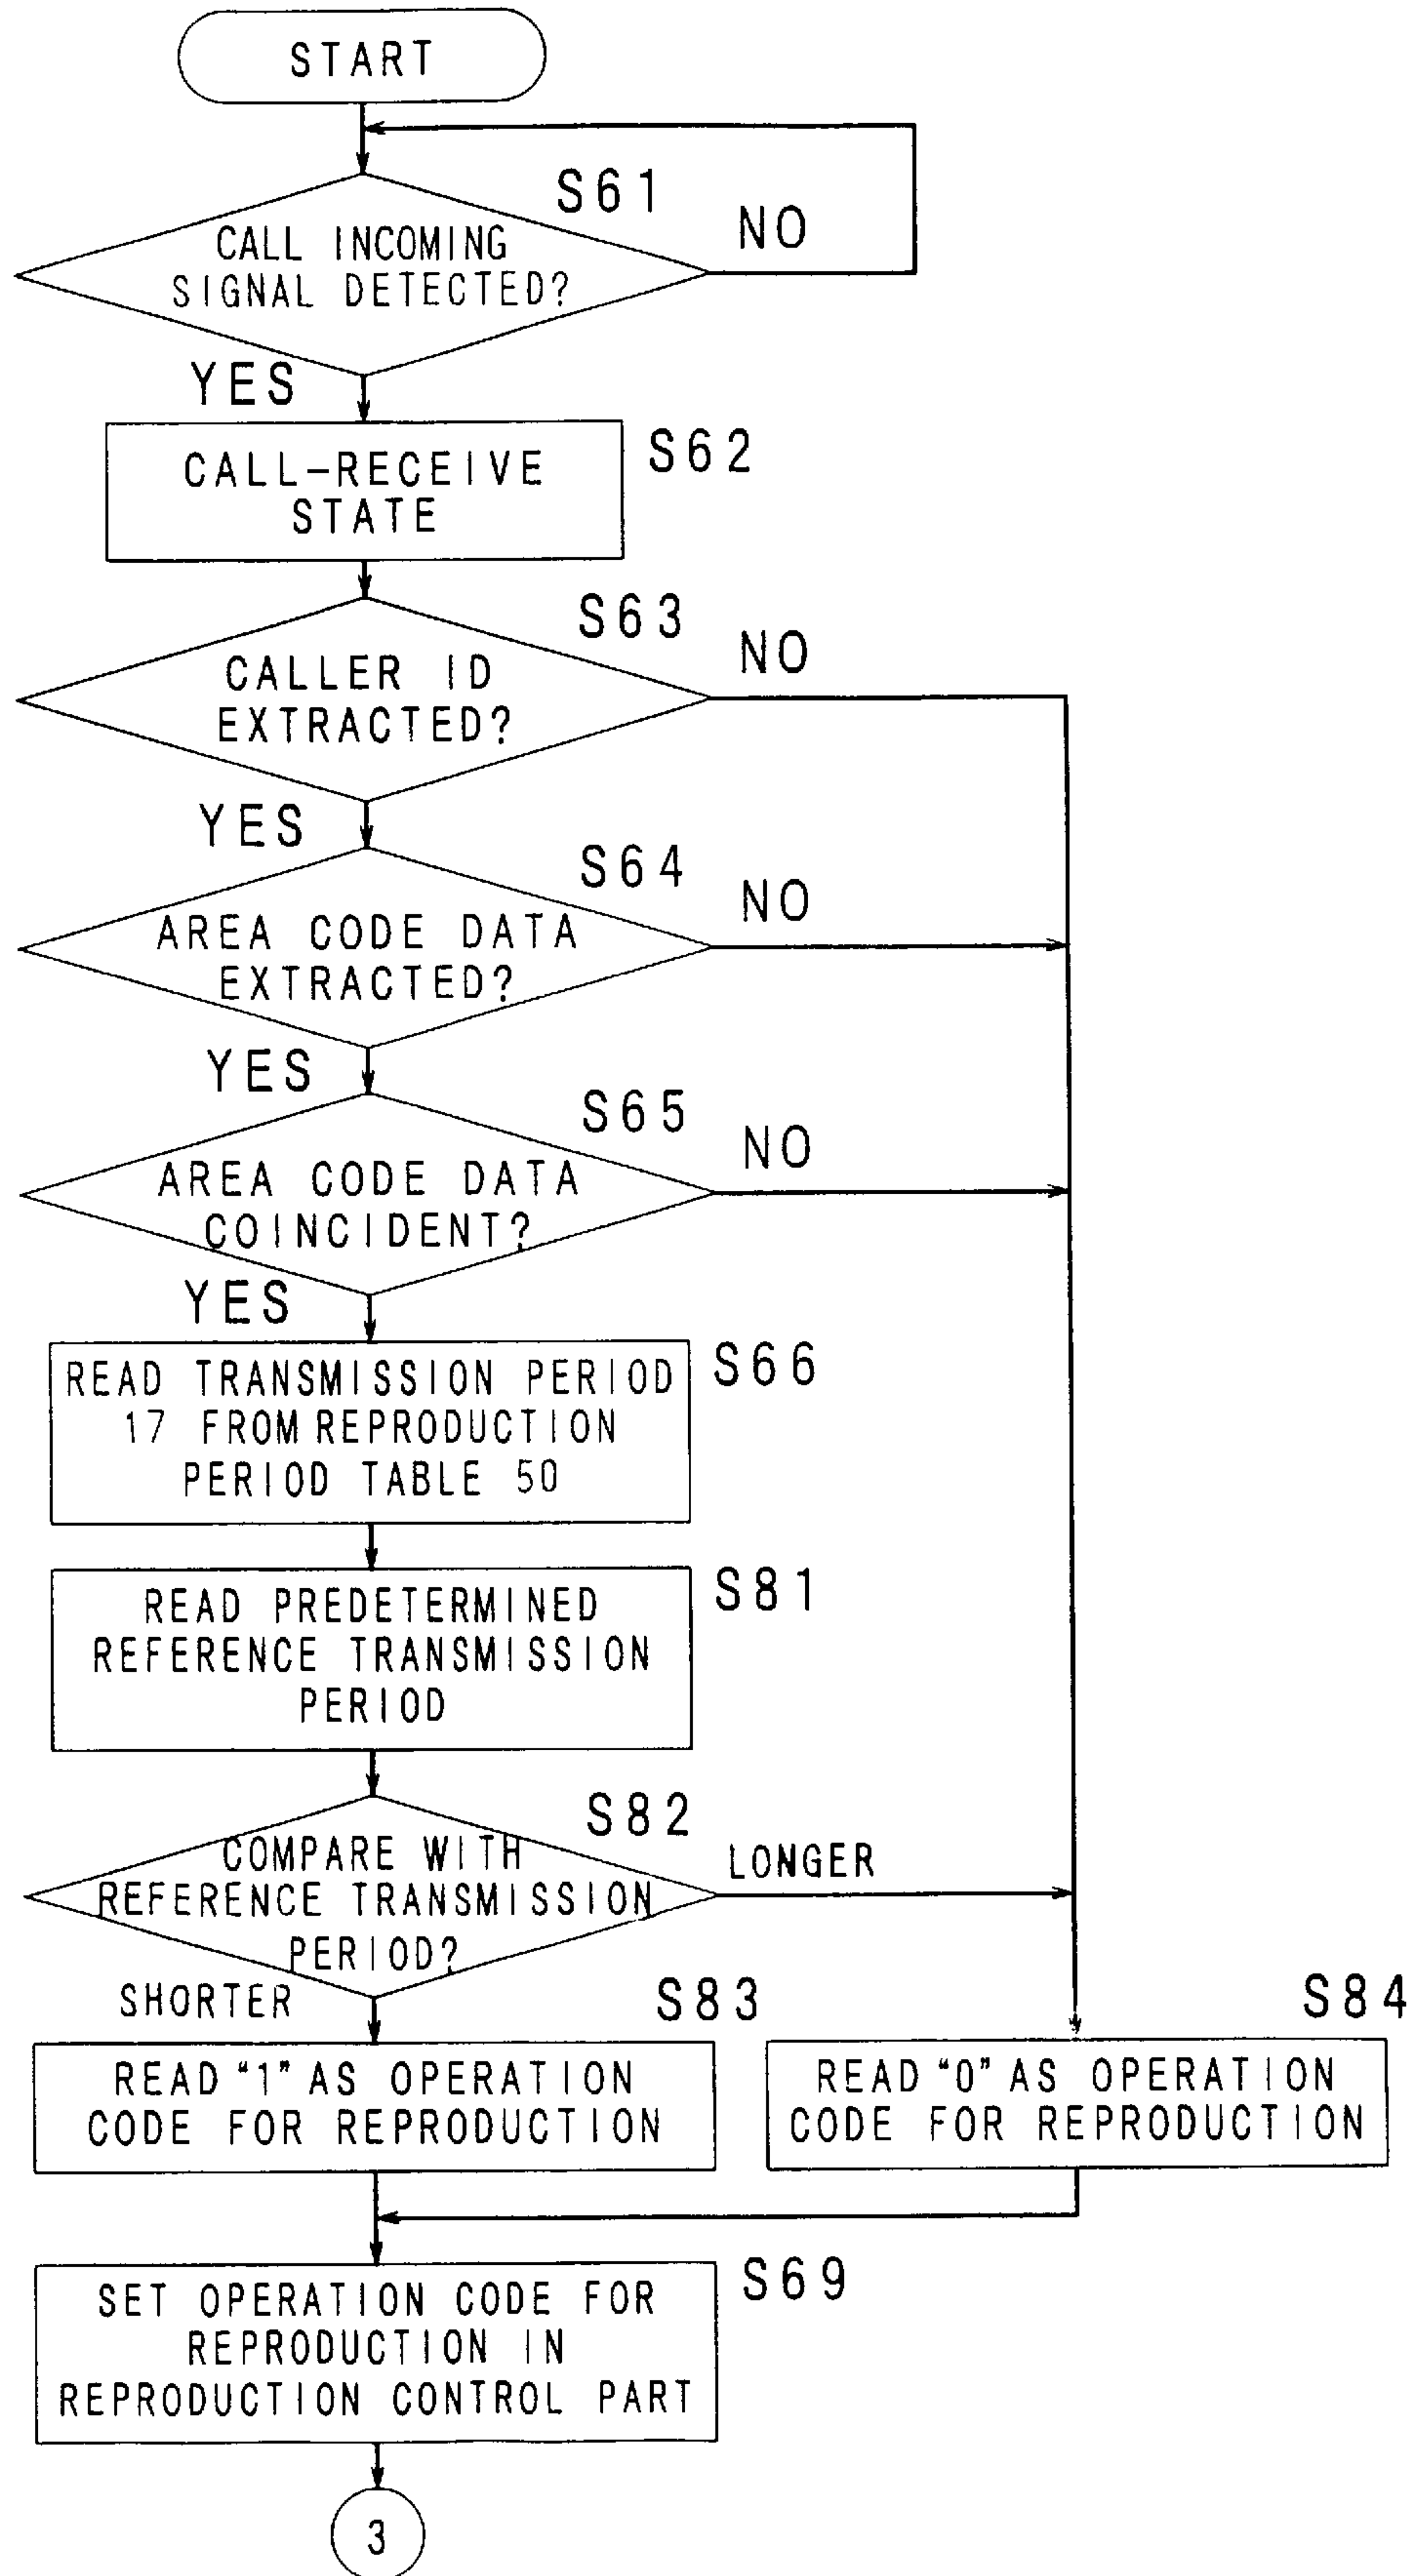 START
S61
NO
CALL INCOMING
SIGNAL DETECTED?
YES
S62
CALL-RECEIVE
STATE
S63
NO
CALLER ID
EXTRACTED?
YES
S64
NO
AREA CODE DATA
EXTRACTED?
YES
S65
NO
AREA CODE DATA
COINCIDENT?
YES
S66
READ TRANSMISSION PERIOD
17 FROM REPRODUCTION
PERIOD TABLE 50
S81
READ PREDETERMINED
REFERENCE TRANSMISSION
PERIOD
S82
COMPARE WITH
REFERENCE TRANSMISSION
PERIOD?
LONGER
SHORTER
S83
READ “1” AS OPERATION
CODE FOR REPRODUCTION
S84
READ “0” AS OPERATION
CODE FOR REPRODUCTION
S69
SET OPERATION CODE FOR
REPRODUCTION IN
REPRODUCTION CONTROL PART
3